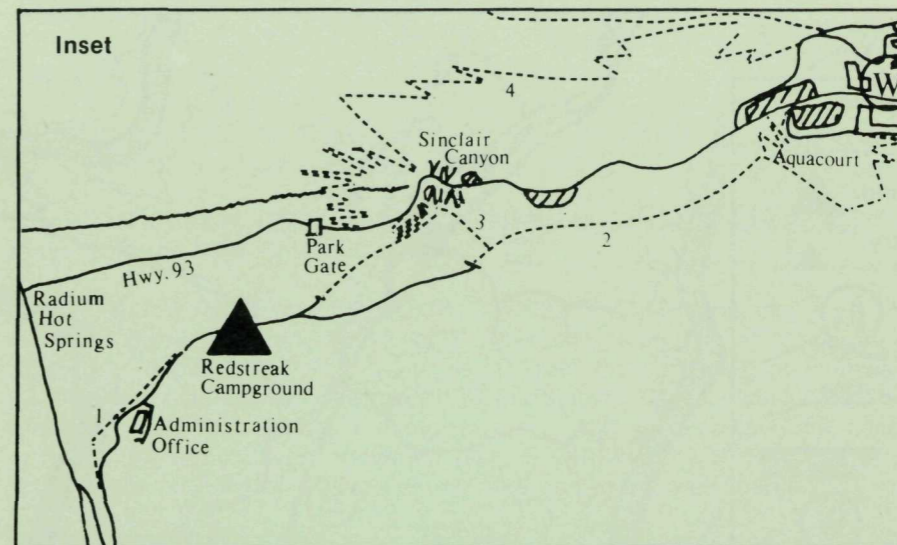 Inset
4
Sinclair
Canyon
W
Aquacourt
3
2
Park
Gate
Hwy. 93
Radium
Hot
Springs
Redstreak
Campground
1
Administration
Office